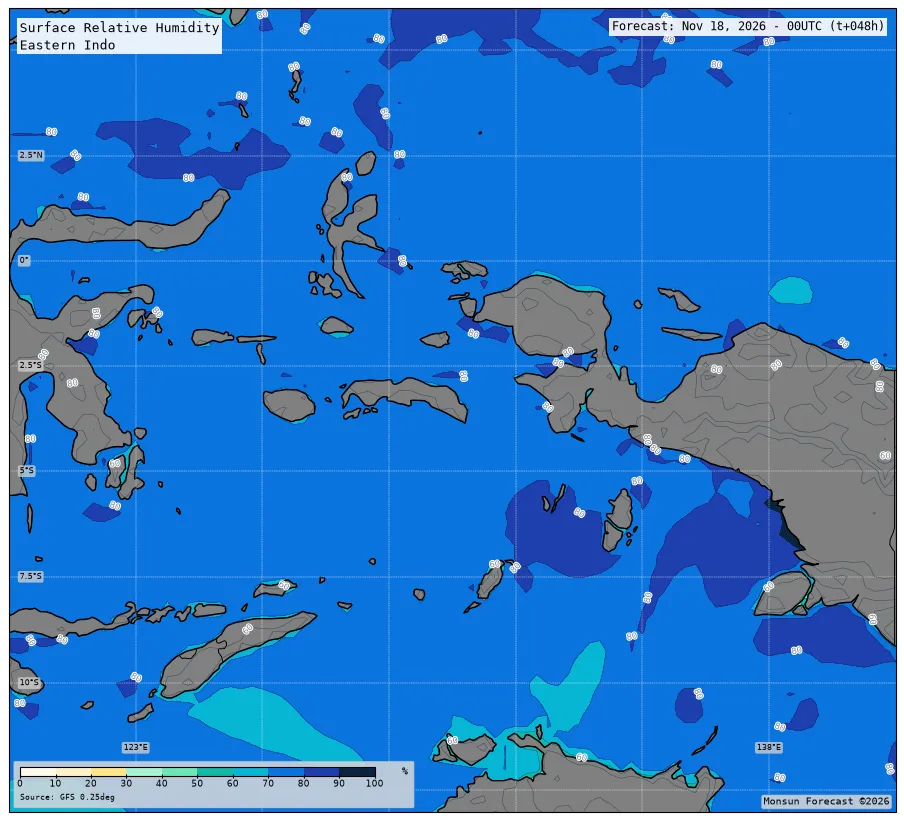 Surface Relative Humidity
Eastern Indo
Forecast: Nov 18, 2026 - 00UTC (t+048h)
2.5°N
0°
2.5°S
5°S
7.5°S
10°S
123°E
138°E
0 10 20 30 40 50 60 70 80 90 100 %
Source: GFS 0.25deg
Monsun Forecast ©2026